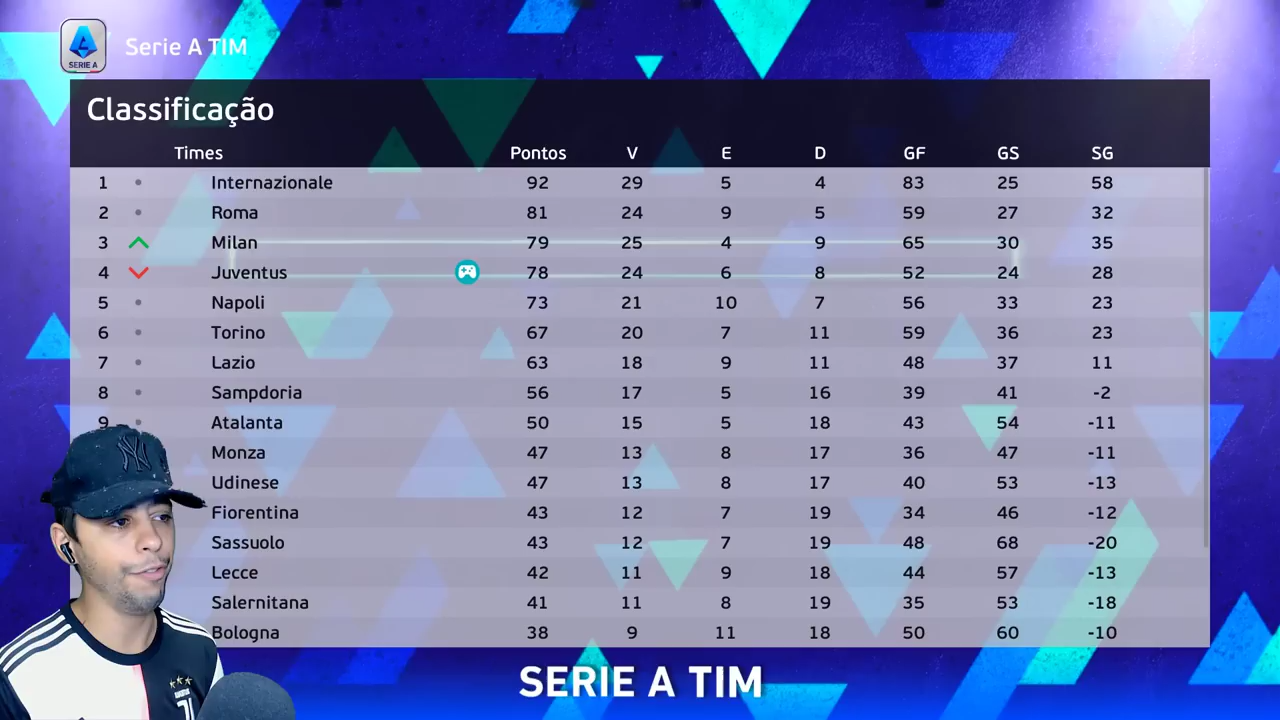 SERIE A
Serie A TIM
Classificação
Times Pontos V E D GF GS SG
1 Internazionale 92 29 5 4 83 25 58
2 Roma 81 24 9 5 59 27 32
3 Milan 79 25 4 9 65 30 35
4 Juventus 78 24 6 8 52 24 28
5 Napoli 73 21 10 7 56 33 23
6 Torino 67 20 7 11 59 36 23
7 Lazio 63 18 9 11 48 37 11
8 Sampdoria 56 17 5 16 39 41 -2
9 Atalanta 50 15 5 18 43 54 -11
Monza 47 13 8 17 36 47 -11
Udinese 47 13 8 17 40 53 -13
Fiorentina 43 12 7 19 34 46 -12
Sassuolo 43 12 7 19 48 68 -20
Lecce 42 11 9 18 44 57 -13
Salernitana 41 11 8 19 35 53 -18
Bologna 38 9 11 18 50 60 -10
NY
SERIE A TIM